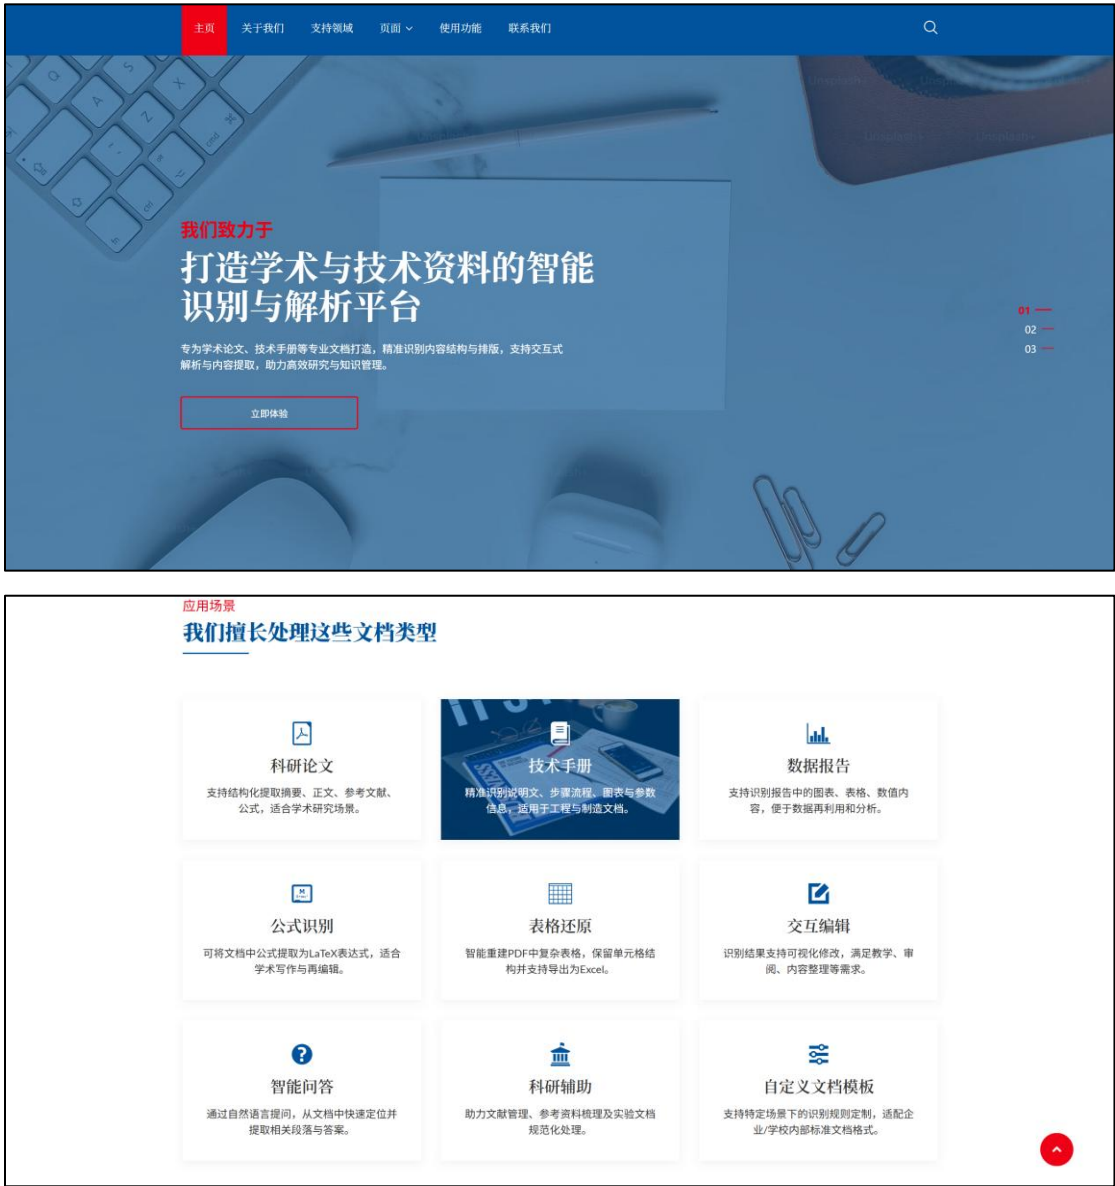 主页 关于我们 支持领域 页面 使用功能 联系我们
我们致力于
打造学术与技术资料的智能
识别与解析平台
专为学术论文、技术手册等专业文档打造，精准识别内容结构与排版，支持交互式
解析与内容提取，助力高效研究与知识管理。
立即体验
01
02
03
应用场景
我们擅长处理这些文档类型
科研论文
支持结构化提取摘要、正文、参考文献、
公式，适合学术研究场景。
技术手册
精准识别说明文、步骤流程、图表与参数
信息，适用于工程与制造文档。
数据报告
支持识别报告中的图表、表格、数值内
容，便于数据再利用和分析。
公式识别
可将文档中公式提取为LaTeX表达式，适合
学术写作与再编辑。
表格还原
智能重建PDF中复杂表格，保留单元格结
构并支持导出为Excel。
交互编辑
识别结果支持可视化修改，满足教学、审
阅、内容整理等需求。
智能问答
通过自然语言提问，从文档中快速定位并
提取相关段落与答案。
科研辅助
助力文献管理、参考资料梳理及实验文档
规范化处理。
自定义文档模板
支持特定场景下的识别规则定制，适配企
业/学校内部标准文档格式。